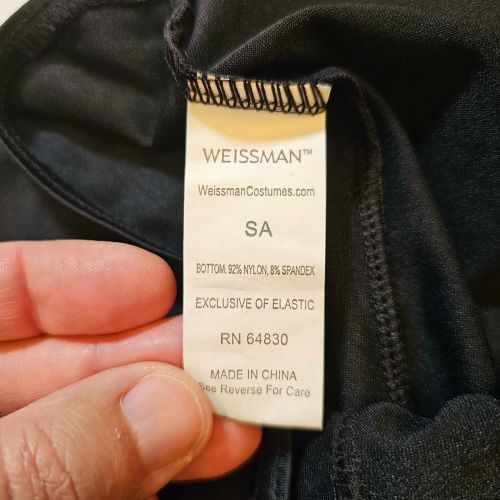 WEISSMAN™
WeissmanCostumes.com
SA
BOTTOM: 92% NYLON, 8% SPANDEX
EXCLUSIVE OF ELASTIC
RN 64830
MADE IN CHINA
See Reverse For Care